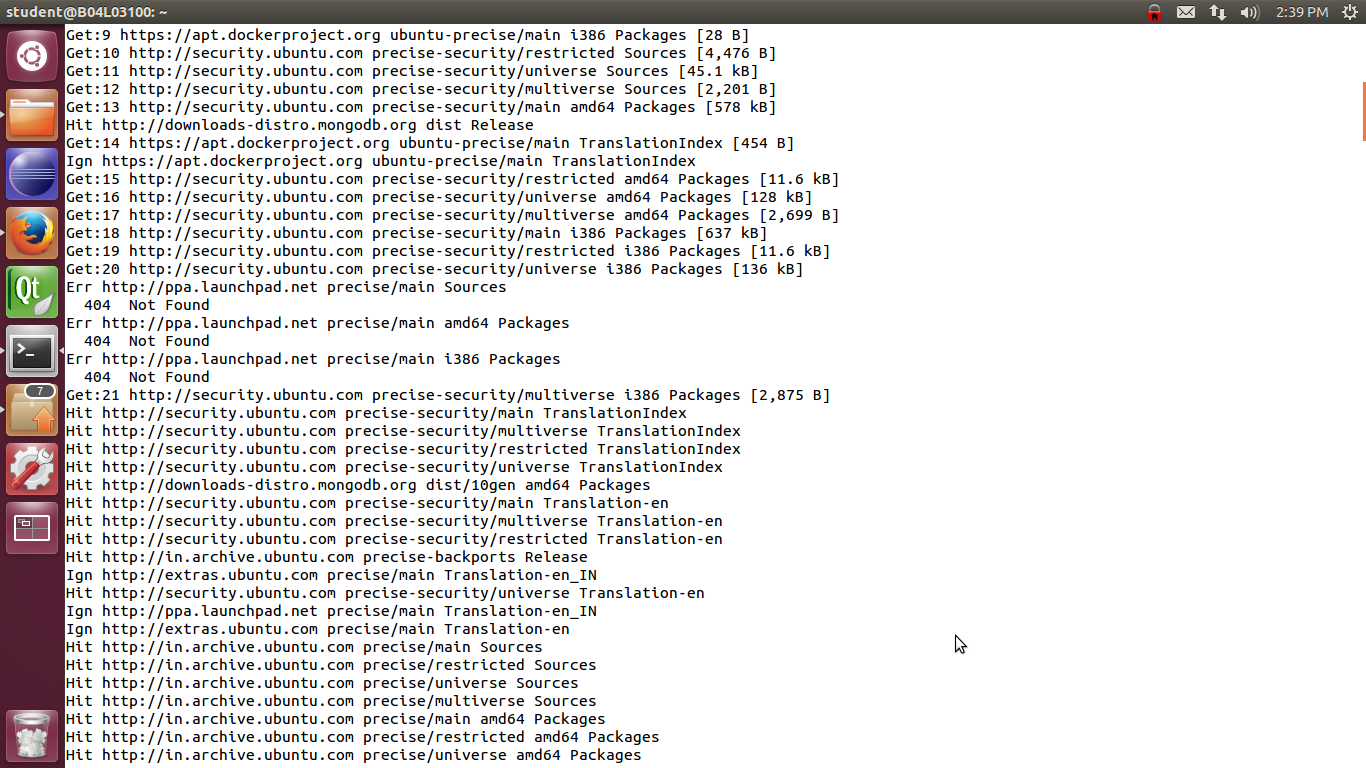 student@B04L03100: ~
2:39 PM
Get:9 https://apt.dockerproject.org ubuntu-precise/main i386 Packages [28 B]
Get:10 http://security.ubuntu.com precise-security/restricted Sources [4,476 B]
Get:11 http://security.ubuntu.com precise-security/universe Sources [45.1 kB]
Get:12 http://security.ubuntu.com precise-security/multiverse Sources [2,201 B]
Get:13 http://security.ubuntu.com precise-security/main amd64 Packages [578 kB]
Hit http://downloads-distro.mongodb.org dist Release
Get:14 https://apt.dockerproject.org ubuntu-precise/main TranslationIndex [454 B]
Ign https://apt.dockerproject.org ubuntu-precise/main TranslationIndex
Get:15 http://security.ubuntu.com precise-security/restricted amd64 Packages [11.6 kB]
Get:16 http://security.ubuntu.com precise-security/universe amd64 Packages [128 kB]
Get:17 http://security.ubuntu.com precise-security/multiverse amd64 Packages [2,699 B]
Get:18 http://security.ubuntu.com precise-security/main i386 Packages [637 kB]
Get:19 http://security.ubuntu.com precise-security/restricted i386 Packages [11.6 kB]
Get:20 http://security.ubuntu.com precise-security/universe i386 Packages [136 kB]
Err http://ppa.launchpad.net precise/main Sources
  404  Not Found
Err http://ppa.launchpad.net precise/main amd64 Packages
  404  Not Found
Err http://ppa.launchpad.net precise/main i386 Packages
  404  Not Found
Get:21 http://security.ubuntu.com precise-security/multiverse i386 Packages [2,875 B]
Hit http://security.ubuntu.com precise-security/main TranslationIndex
Hit http://security.ubuntu.com precise-security/multiverse TranslationIndex
Hit http://security.ubuntu.com precise-security/restricted TranslationIndex
Hit http://security.ubuntu.com precise-security/universe TranslationIndex
Hit http://downloads-distro.mongodb.org dist/10gen amd64 Packages
Hit http://security.ubuntu.com precise-security/main Translation-en
Hit http://security.ubuntu.com precise-security/multiverse Translation-en
Hit http://security.ubuntu.com precise-security/restricted Translation-en
Hit http://in.archive.ubuntu.com precise-backports Release
Ign http://extras.ubuntu.com precise/main Translation-en_IN
Hit http://security.ubuntu.com precise-security/universe Translation-en
Ign http://ppa.launchpad.net precise/main Translation-en_IN
Ign http://extras.ubuntu.com precise/main Translation-en
Hit http://in.archive.ubuntu.com precise/main Sources
Hit http://in.archive.ubuntu.com precise/restricted Sources
Hit http://in.archive.ubuntu.com precise/universe Sources
Hit http://in.archive.ubuntu.com precise/multiverse Sources
Hit http://in.archive.ubuntu.com precise/main amd64 Packages
Hit http://in.archive.ubuntu.com precise/restricted amd64 Packages
Hit http://in.archive.ubuntu.com precise/universe amd64 Packages
Qt
>_
7